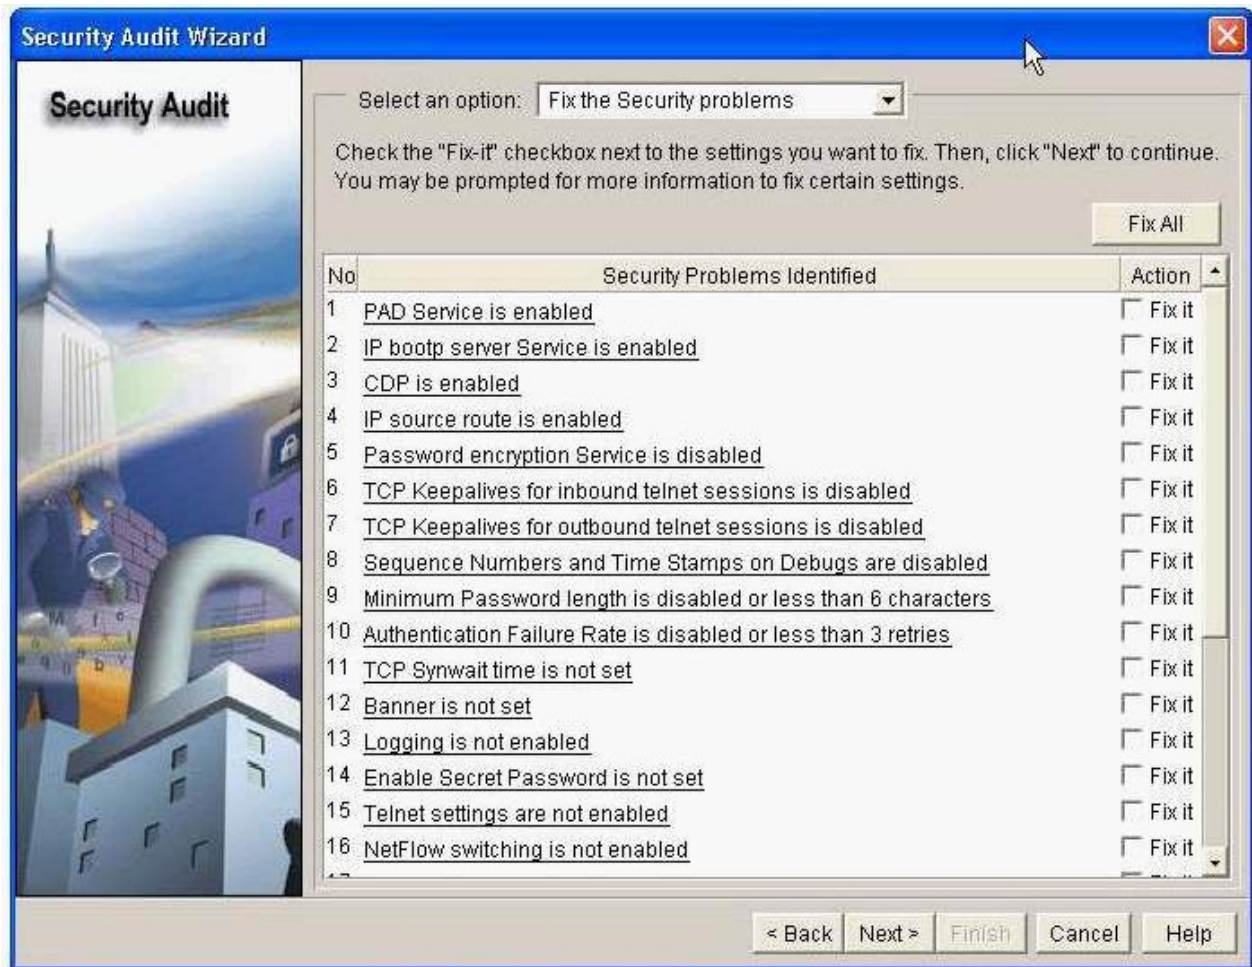 Security Audit Wizard
Security Audit
Select an option: Fix the Security problems
Check the "Fix-it" checkbox next to the settings you want to fix. Then, click "Next" to continue.
You may be prompted for more information to fix certain settings.
Fix All
No Security Problems Identified Action
1 PAD Service is enabled Fix it
2 IP bootp server Service is enabled Fix it
3 CDP is enabled Fix it
4 IP source route is enabled Fix it
5 Password encryption Service is disabled Fix it
6 TCP Keepalives for inbound telnet sessions is disabled Fix it
7 TCP Keepalives for outbound telnet sessions is disabled Fix it
8 Sequence Numbers and Time Stamps on Debugs are disabled Fix it
9 Minimum Password length is disabled or less than 6 characters Fix it
10 Authentication Failure Rate is disabled or less than 3 retries Fix it
11 TCP Synwait time is not set Fix it
12 Banner is not set Fix it
13 Logging is not enabled Fix it
14 Enable Secret Password is not set Fix it
15 Telnet settings are not enabled Fix it
16 NetFlow switching is not enabled Fix it
< Back Next > Finish Cancel Help